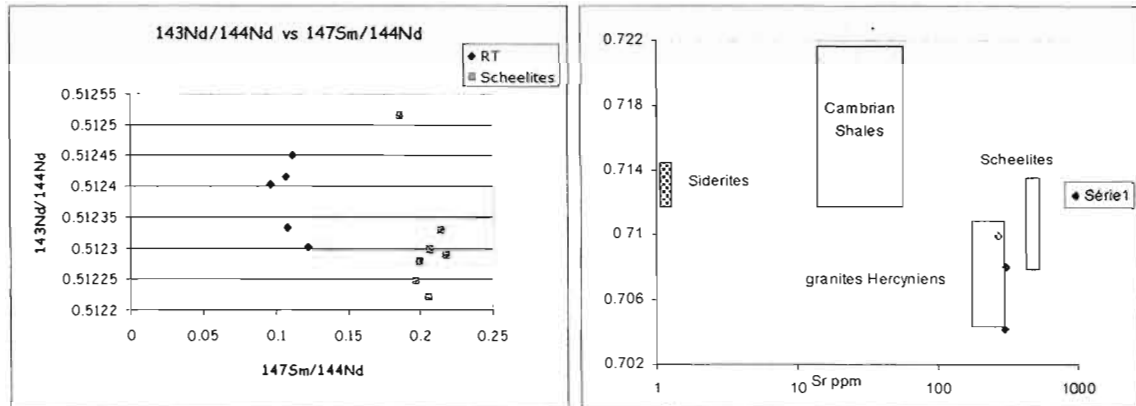 143Nd/144Nd vs 147Sm/144Nd
RT
Scheelites
0.51255
0.5125
0.51245
0.5124
0.51235
0.5123
0.51225
0.5122
143Nd/144Nd
0
0.05
0.1
0.15
0.2
0.25
147Sm/144Nd
0.722
0.718
0.714
0.71
0.706
0.702
Cambrian
Shales
Siderites
Scheelites
Série1
granites Hercyniens
1
10
Sr ppm
100
1000